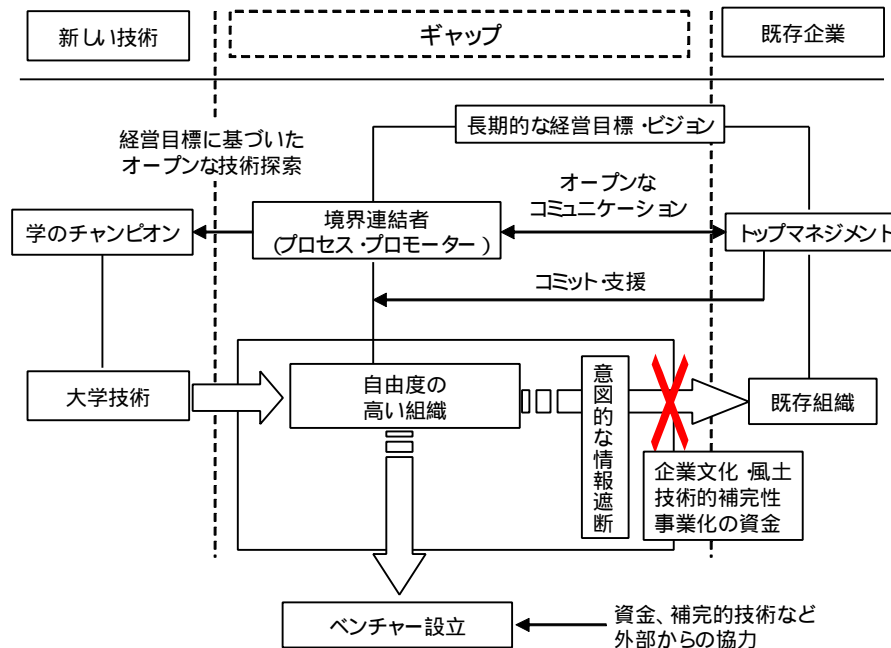 新しい技術
ギャップ
既存企業
長期的な経営目標・ビジョン
経営目標に基づいた
オープンな技術探索
オープンな
コミュニケーション
学のチャンピオン
境界連結者
(プロセス・プロモーター)
トップマネジメント
コミット・支援
大学技術
自由度の
高い組織
意図的な情報遮断
既存組織
企業文化・風土
技術的補完性
事業化の資金
ベンチャー設立
資金、補完的技術など
外部からの協力